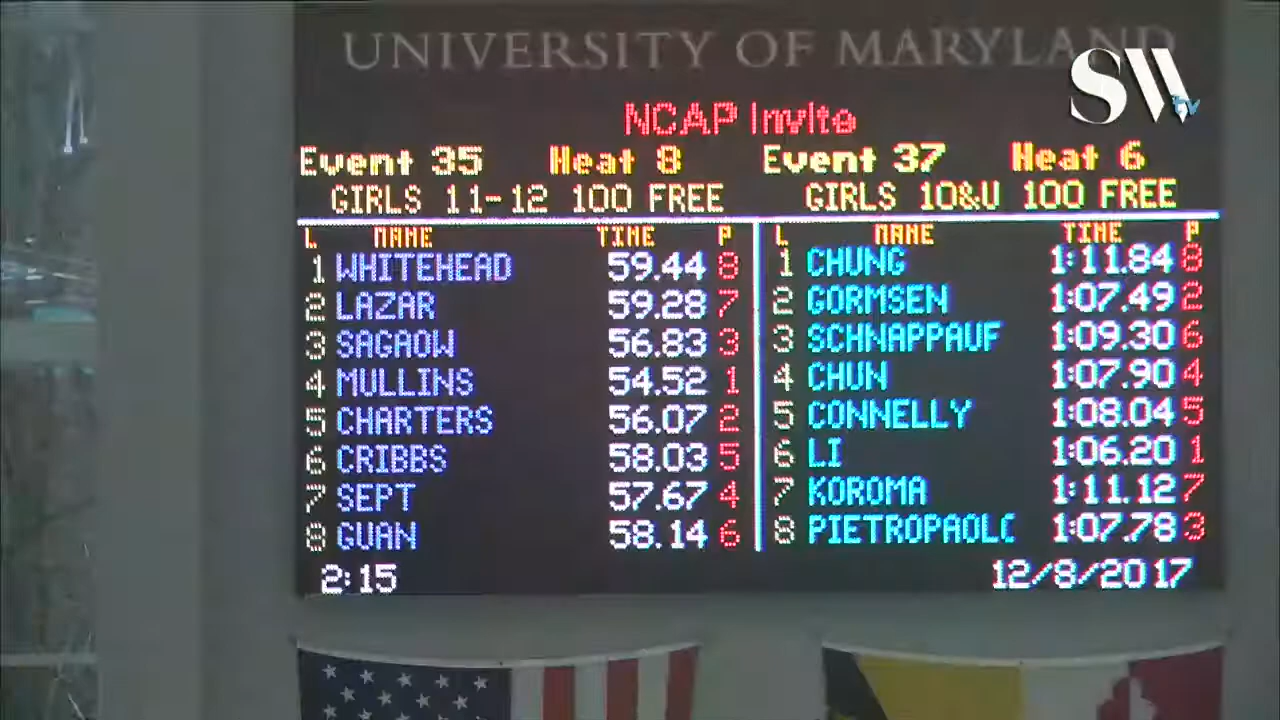 UNIVERSITY OF MARYLAND
SW TV
NCAP Invite
Event 35 Heat 8 Event 37 Heat 6
GIRLS 11-12 100 FREE GIRLS 10&U 100 FREE
L NAME TIME P L NAME TIME P
1 WHITEHEAD 59.44 8 1 CHUNG 1:11.84 8
2 LAZAR 59.28 7 2 GORMSEN 1:07.49 2
3 SAGAOW 56.83 3 3 SCHNAPPAUF 1:09.30 6
4 MULLINS 54.52 1 4 CHUN 1:07.90 4
5 CHARTERS 56.07 2 5 CONNELLY 1:08.04 5
6 CRIBBS 58.03 5 6 LI 1:06.20 1
7 SEPT 57.67 4 7 KOROMA 1:11.12 7
8 GUAN 58.14 6 8 PIETROPAOLO 1:07.78 3
2:15 12/8/2017